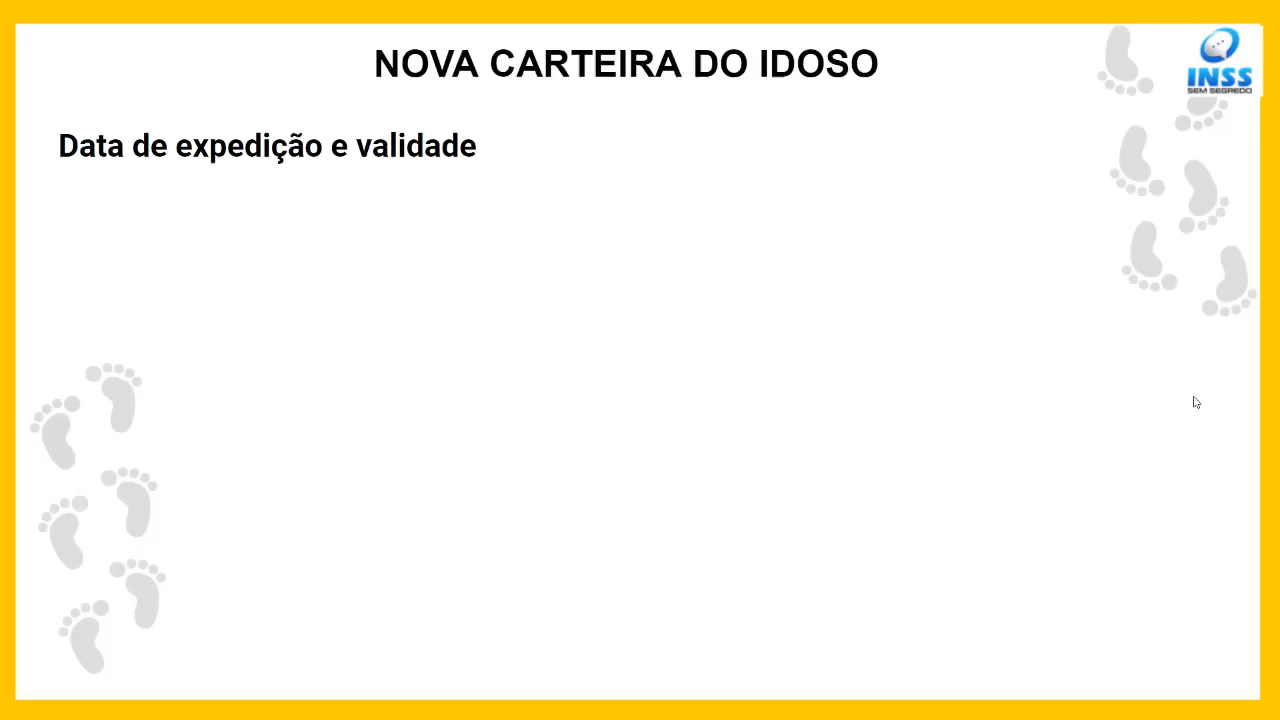 NOVA CARTEIRA DO IDOSO
INSS
SEM SEGREDO
Data de expedição e validade